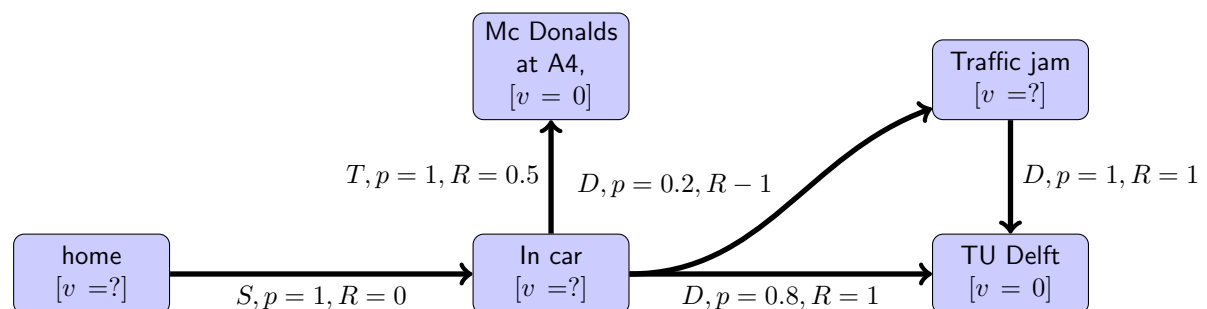 Mc Donalds
at A4,
[v = 0]
Traffic jam
[v =?]
T, p = 1, R = 0.5
D, p = 0.2, R − 1
D, p = 1, R = 1
home
[v =?]
In car
[v =?]
TU Delft
[v = 0]
S, p = 1, R = 0
D, p = 0.8, R = 1